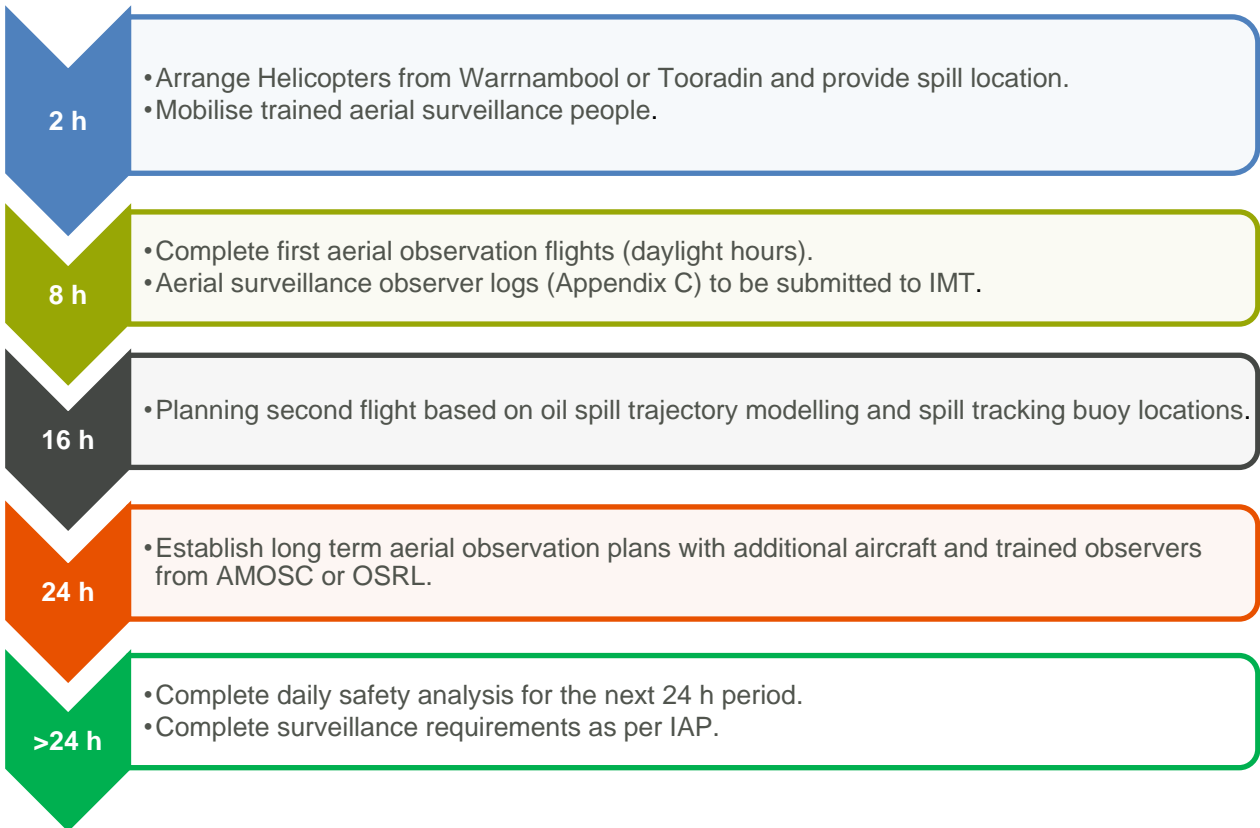 2 h
•Arrange Helicopters from Warrnambool or Tooradin and provide spill location.
•Mobilise trained aerial surveillance people.
8 h
•Complete first aerial observation flights (daylight hours).
•Aerial surveillance observer logs (Appendix C) to be submitted to IMT.
16 h
•Planning second flight based on oil spill trajectory modelling and spill tracking buoy locations.
24 h
•Establish long term aerial observation plans with additional aircraft and trained observers
from AMOSC or OSRL.
>24 h
•Complete daily safety analysis for the next 24 h period.
•Complete surveillance requirements as per IAP.